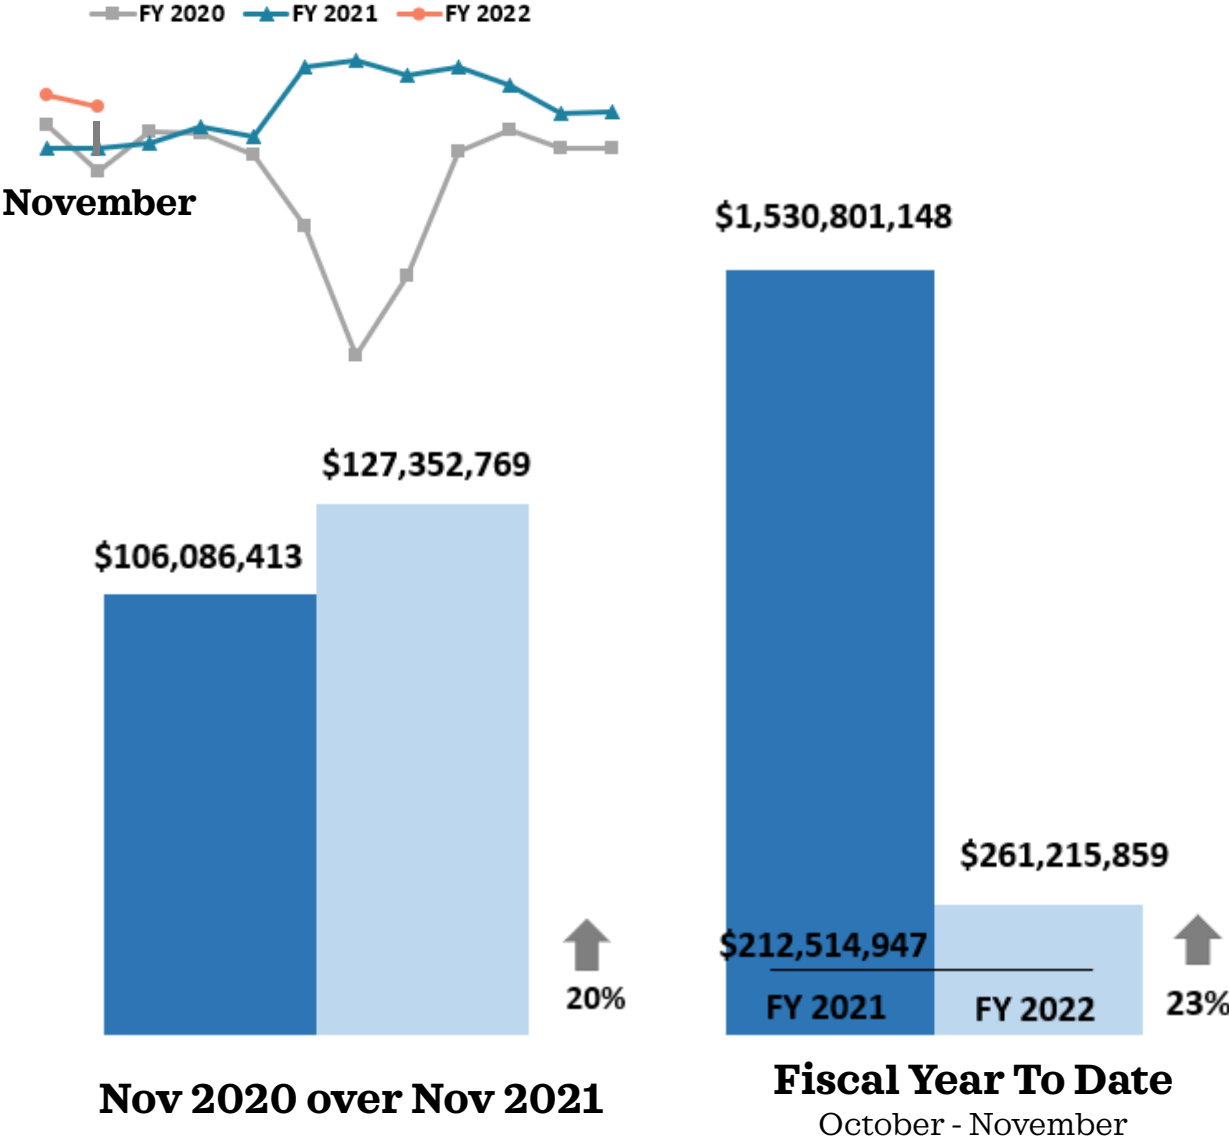 FY 2020 FY 2021 FY 2022
November
$1,530,801,148
$127,352,769
$106,086,413
$261,215,859
$212,514,947
FY 2021 FY 2022
20%
23%
Nov 2020 over Nov 2021
Fiscal Year To Date
October - November